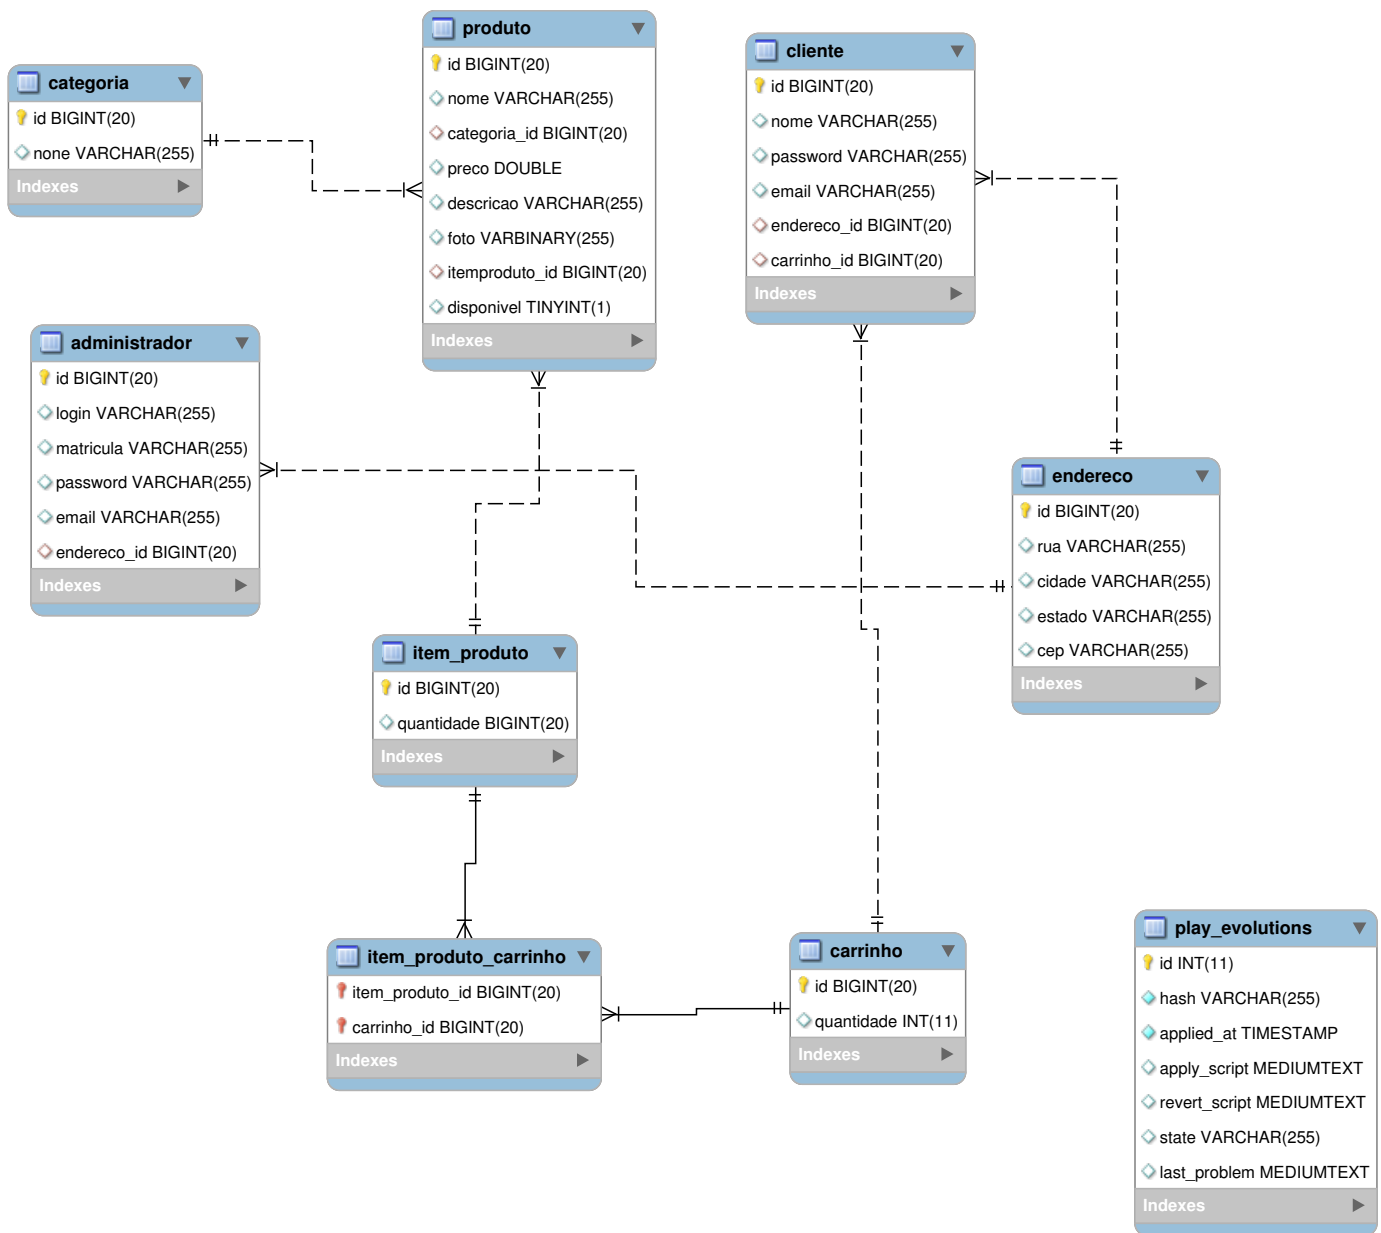 categoria
id BIGINT(20)
none VARCHAR(255)
Indexes
produto
id BIGINT(20)
nome VARCHAR(255)
categoria_id BIGINT(20)
preco DOUBLE
descricao VARCHAR(255)
foto VARBINARY(255)
itemproduto_id BIGINT(20)
disponivel TINYINT(1)
Indexes
cliente
id BIGINT(20)
nome VARCHAR(255)
password VARCHAR(255)
email VARCHAR(255)
endereco_id BIGINT(20)
carrinho_id BIGINT(20)
Indexes
administrador
id BIGINT(20)
login VARCHAR(255)
matricula VARCHAR(255)
password VARCHAR(255)
email VARCHAR(255)
endereco_id BIGINT(20)
Indexes
endereco
id BIGINT(20)
rua VARCHAR(255)
cidade VARCHAR(255)
estado VARCHAR(255)
cep VARCHAR(255)
Indexes
item_produto
id BIGINT(20)
quantidade BIGINT(20)
Indexes
item_produto_carrinho
item_produto_id BIGINT(20)
carrinho_id BIGINT(20)
Indexes
carrinho
id BIGINT(20)
quantidade INT(11)
Indexes
play_evolutions
id INT(11)
hash VARCHAR(255)
applied_at TIMESTAMP
apply_script MEDIUMTEXT
revert_script MEDIUMTEXT
state VARCHAR(255)
last_problem MEDIUMTEXT
Indexes